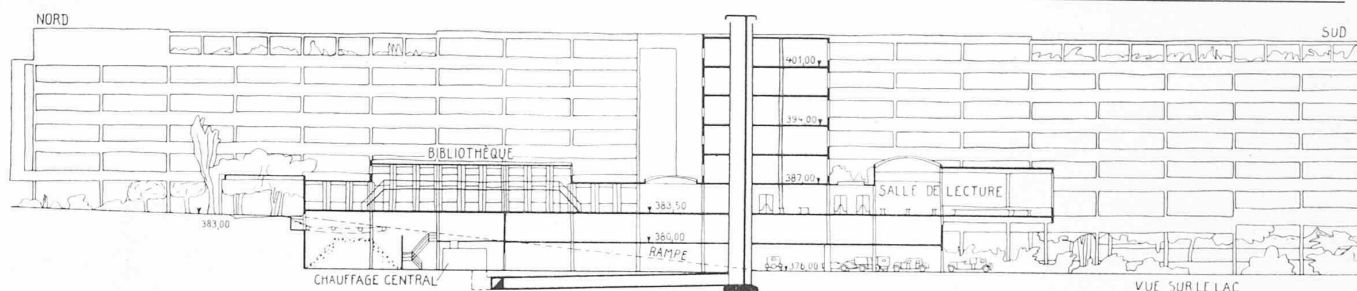 NORD
SUD
401,00
394,00
BIBLIOTHÈQUE
387,00
SALLE DE LECTURE
383,50
383,00
380,00
RAMPE
376,00
CHAUFFAGE CENTRAL
VUE SUR LE LAC